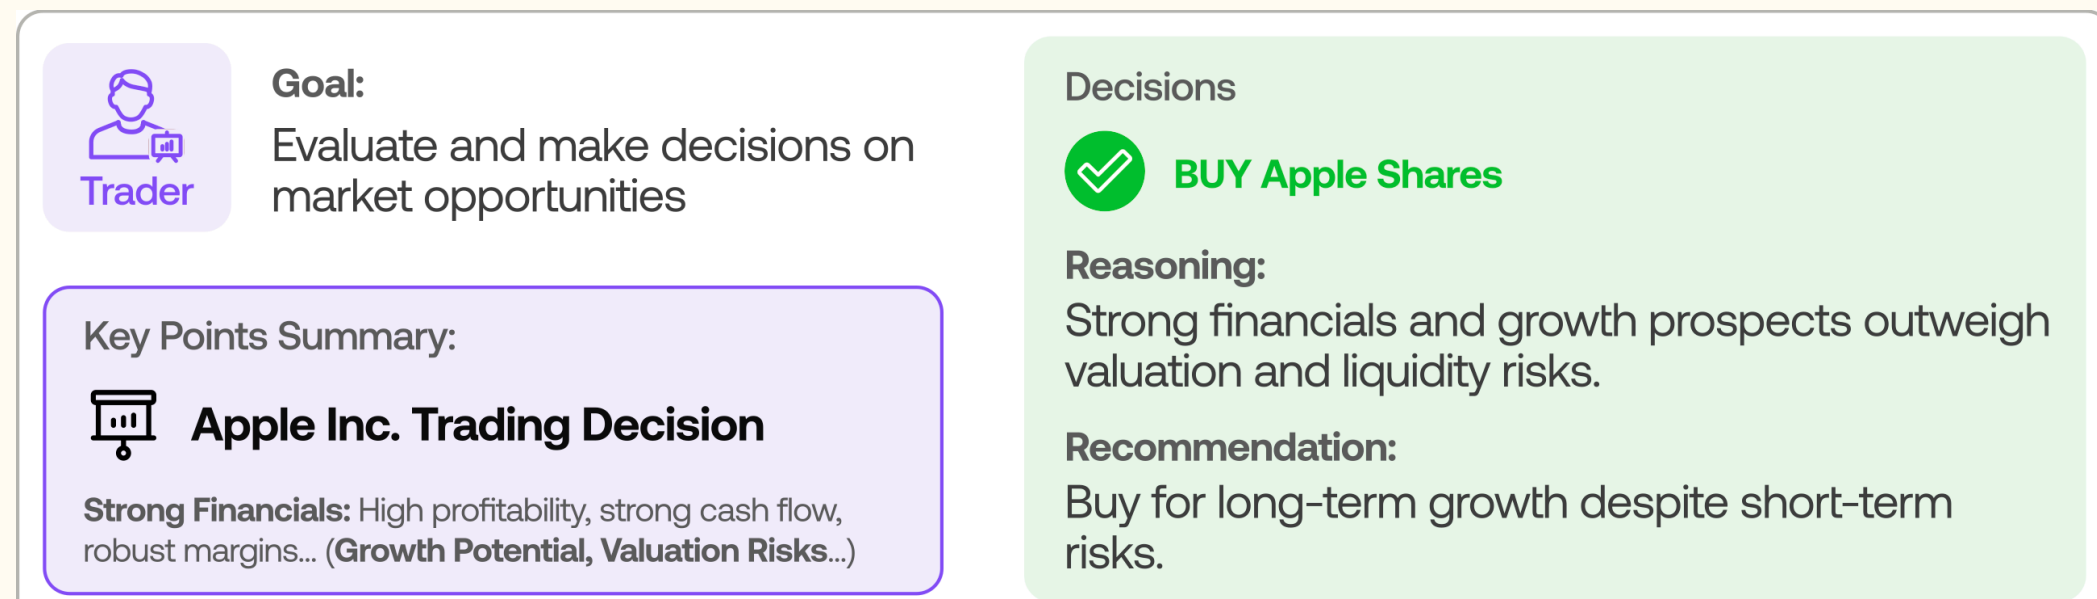 Trader
Goal:
Evaluate and make decisions on
market opportunities
Key Points Summary:
Apple Inc. Trading Decision
Strong Financials: High profitability, strong cash flow,
robust margins... (Growth Potential, Valuation Risks...)
Decisions
BUY Apple Shares
Reasoning:
Strong financials and growth prospects outweigh
valuation and liquidity risks.
Recommendation:
Buy for long-term growth despite short-term
risks.